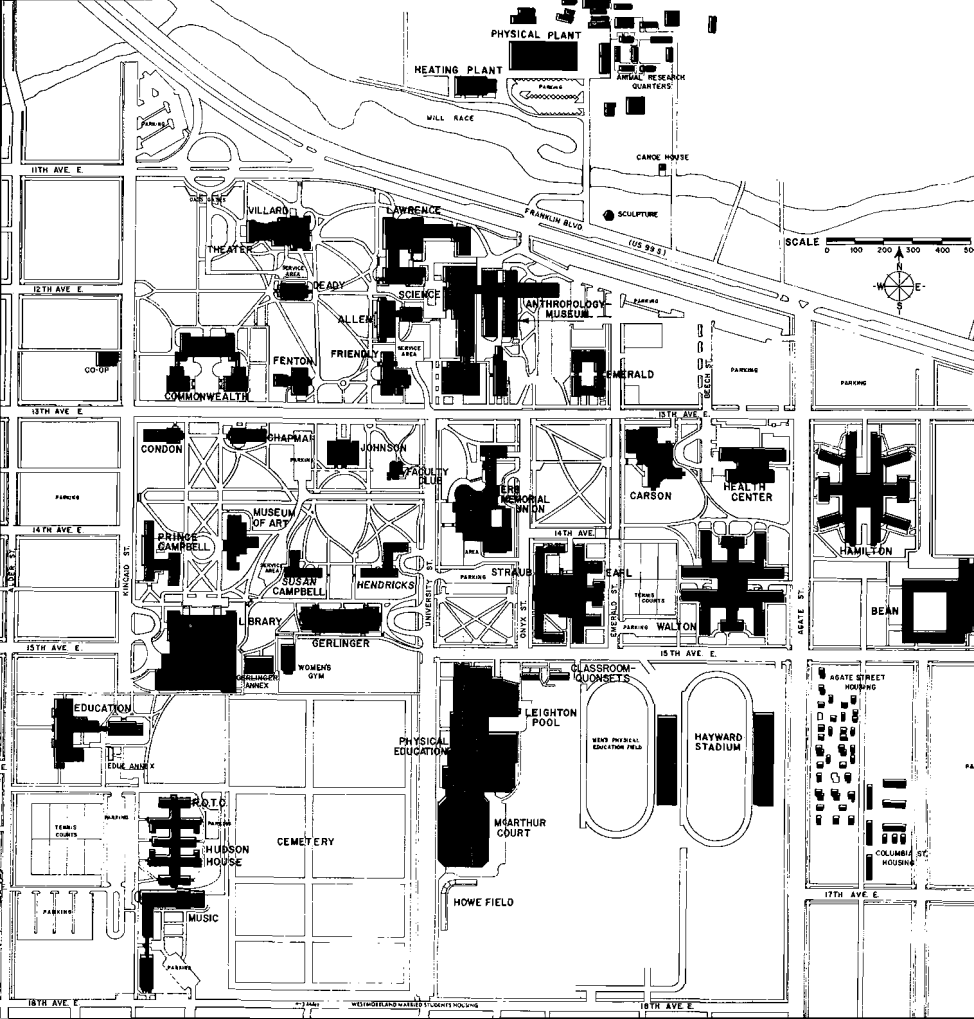 PHYSICAL PLANT
HEATING PLANT
PARKING
ANIMAL RESEARCH
QUARTERS
MILL RACE
PARKING
CANOE HOUSE
11TH AVE. E.
DADS GATES
VILLARD
LAWRENCE
FRANKLIN BLVD
(US 99 S)
SCULPTURE
SCALE
0 100 200 300 400 500
THEATER
N
W E
S
SERVICE
AREA
DEADY
12TH AVE. E.
SCIENCE
ANTHROPOLOGY
MUSEUM
PARKING
ALLEN
FRIENDLY
SERVICE
AREA
FENTON
CO-OP
COMMONWEALTH
EMERALD
BEECH ST.
PARKING
PARKING
13TH AVE. E.
13TH AVE E.
CONDON
CHAPMAN
JOHNSON
PARKING
FACULTY
CLUB
PARKING
ERB
MEMORIAL
UNION
CARSON
HEALTH
CENTER
MUSEUM
OF ART
14TH AVE. E.
14TH AVE.
PRINCE
CAMPBELL
AREA
HAMILTON
ALDER ST.
KINCAID ST.
SERVICE
AREA
SUSAN
CAMPBELL
HENDRICKS
UNIVERSITY ST.
PARKING
STRAUB
EARL
ONYX ST.
EMERALD ST.
TENNIS
COURTS
AGATE ST.
BEAN
LIBRARY
GERLINGER
PARKING
WALTON
15TH AVE. E.
15TH AVE. E.
GERLINGER
ANNEX
WOMEN'S
GYM
CLASSROOM
QUONSETS
AGATE STREET
HOUSING
EDUCATION
LEIGHTON
POOL
PHYSICAL
EDUCATION
MEN'S PHYSICAL
EDUCATION FIELD
HAYWARD
STADIUM
EDUC ANNEX
PA
R.O.T.C.
PARKING
PARKING
TENNIS
COURTS
McARTHUR
COURT
CEMETERY
HUDSON
HOUSE
COLUMBIA ST.
HOUSING
17TH AVE. E.
HOWE FIELD
PARKING
MUSIC
PARKING
18TH AVE. E.
WESTMORELAND MARRIED STUDENTS HOUSING
18TH AVE. E.